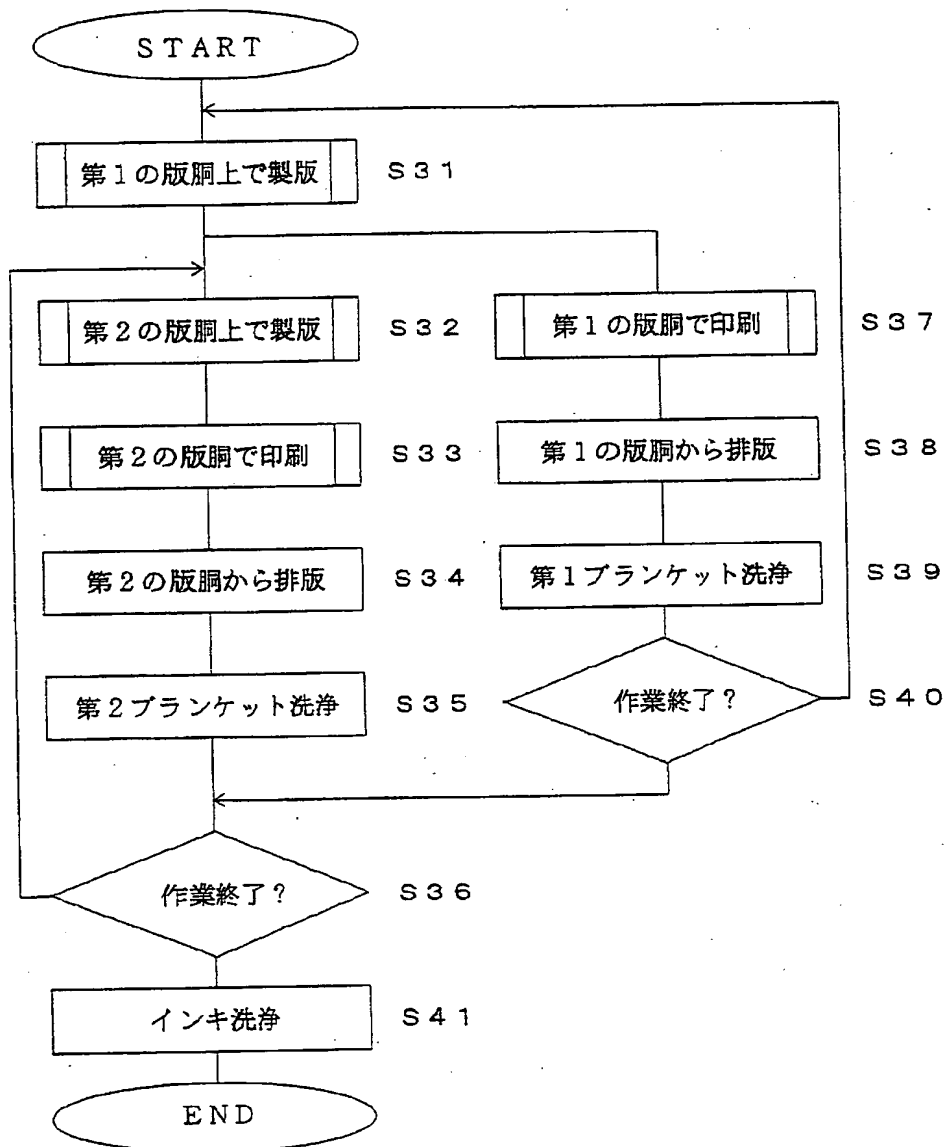 START
第1の版胴上で製版 S31
第2の版胴上で製版 S32
第1の版胴で印刷 S37
第2の版胴で印刷 S33
第1の版胴から排版 S38
第2の版胴から排版 S34
第1ブランケット洗浄 S39
第2ブランケット洗浄 S35
作業終了? S40
作業終了? S36
インキ洗浄 S41
END